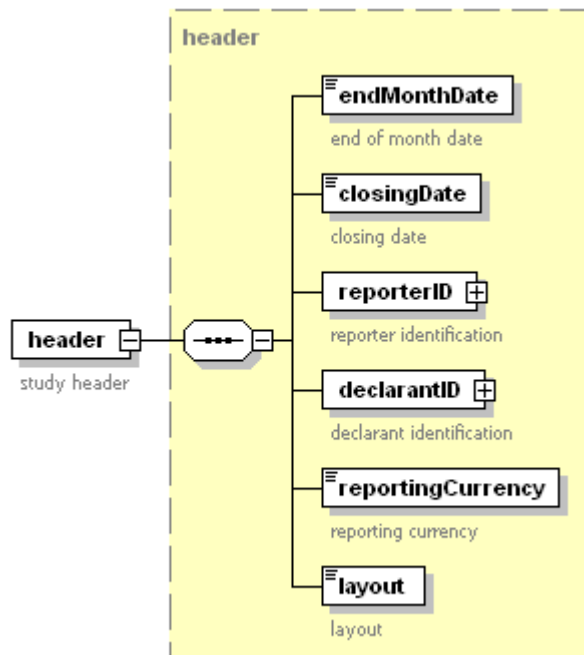 header
endMonthDate
end of month date
closingDate
closing date
reporterID
reporter identification
header
study header
declarantID
declarant identification
reportingCurrency
reporting currency
layout
layout